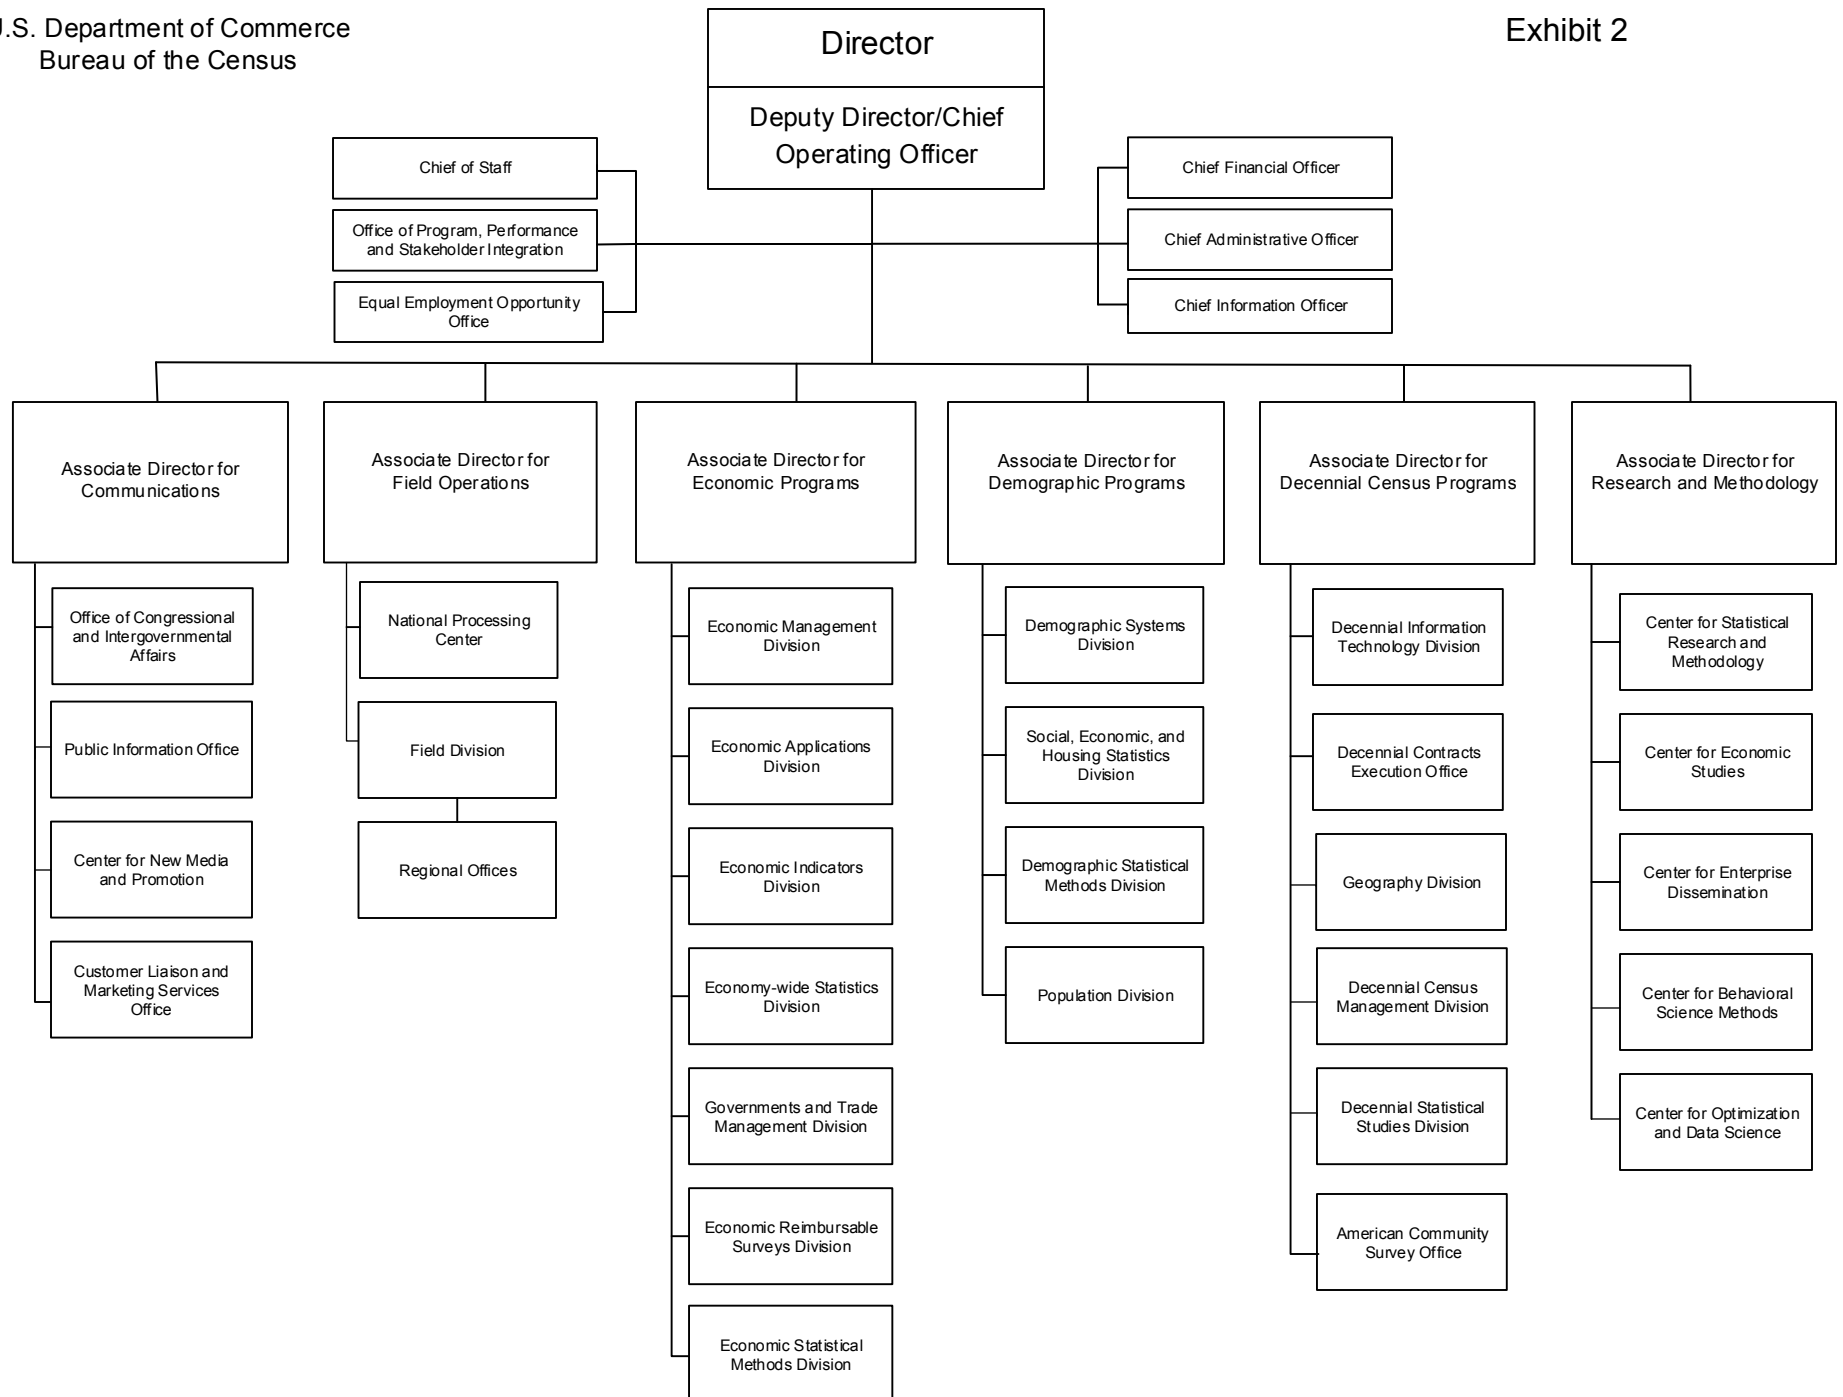 .S. Department of Commerce
Bureau of the Census
Exhibit 2
Director
Deputy Director/Chief
Operating Officer
Chief of Staff
Office of Program, Performance
and Stakeholder Integration
Equal Employment Opportunity
Office
Chief Financial Officer
Chief Administrative Officer
Chief Information Officer
Associate Director for
Communications
Office of Congressional
and Intergovernmental
Affairs
Public Information Office
Center for New Media
and Promotion
Customer Liaison and
Marketing Services
Office
Associate Director for
Field Operations
National Processing
Center
Field Division
Regional Offices
Associate Director for
Economic Programs
Economic Management
Division
Economic Applications
Division
Economic Indicators
Division
Economy-wide Statistics
Division
Governments and Trade
Management Division
Economic Reimbursable
Surveys Division
Economic Statistical
Methods Division
Associate Director for
Demographic Programs
Demographic Systems
Division
Social, Economic, and
Housing Statistics
Division
Demographic Statistical
Methods Division
Population Division
Associate Director for
Decennial Census Programs
Decennial Information
Technology Division
Decennial Contracts
Execution Office
Geography Division
Decennial Census
Management Division
Decennial Statistical
Studies Division
American Community
Survey Office
Associate Director for
Research and Methodology
Center for Statistical
Research and
Methodology
Center for Economic
Studies
Center for Enterprise
Dissemination
Center for Behavioral
Science Methods
Center for Optimization
and Data Science